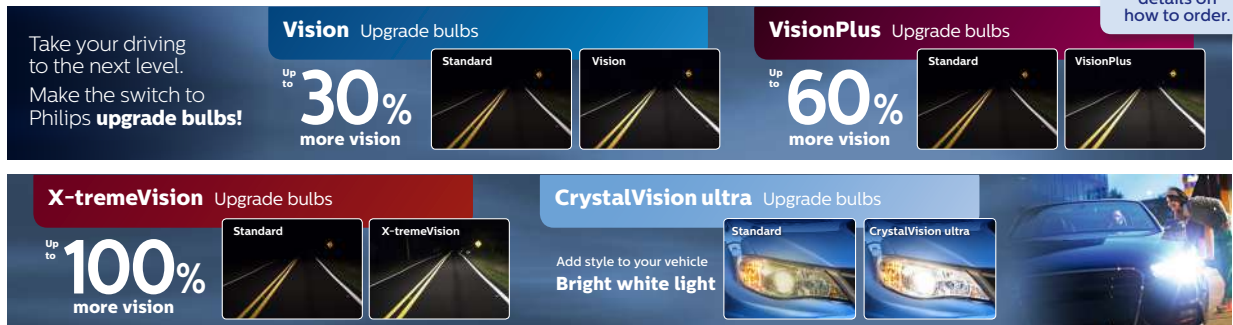 details on
how to order.
Take your driving
to the next level.
Make the switch to
Philips upgrade bulbs!
Vision Upgrade bulbs
Up
to
30%
more vision
Standard
Vision
VisionPlus Upgrade bulbs
Up
to
60%
more vision
Standard
VisionPlus
X-tremeVision Upgrade bulbs
Up
to
100%
more vision
Standard
X-tremeVision
CrystalVision ultra Upgrade bulbs
Add style to your vehicle
Bright white light
Standard
CrystalVision ultra